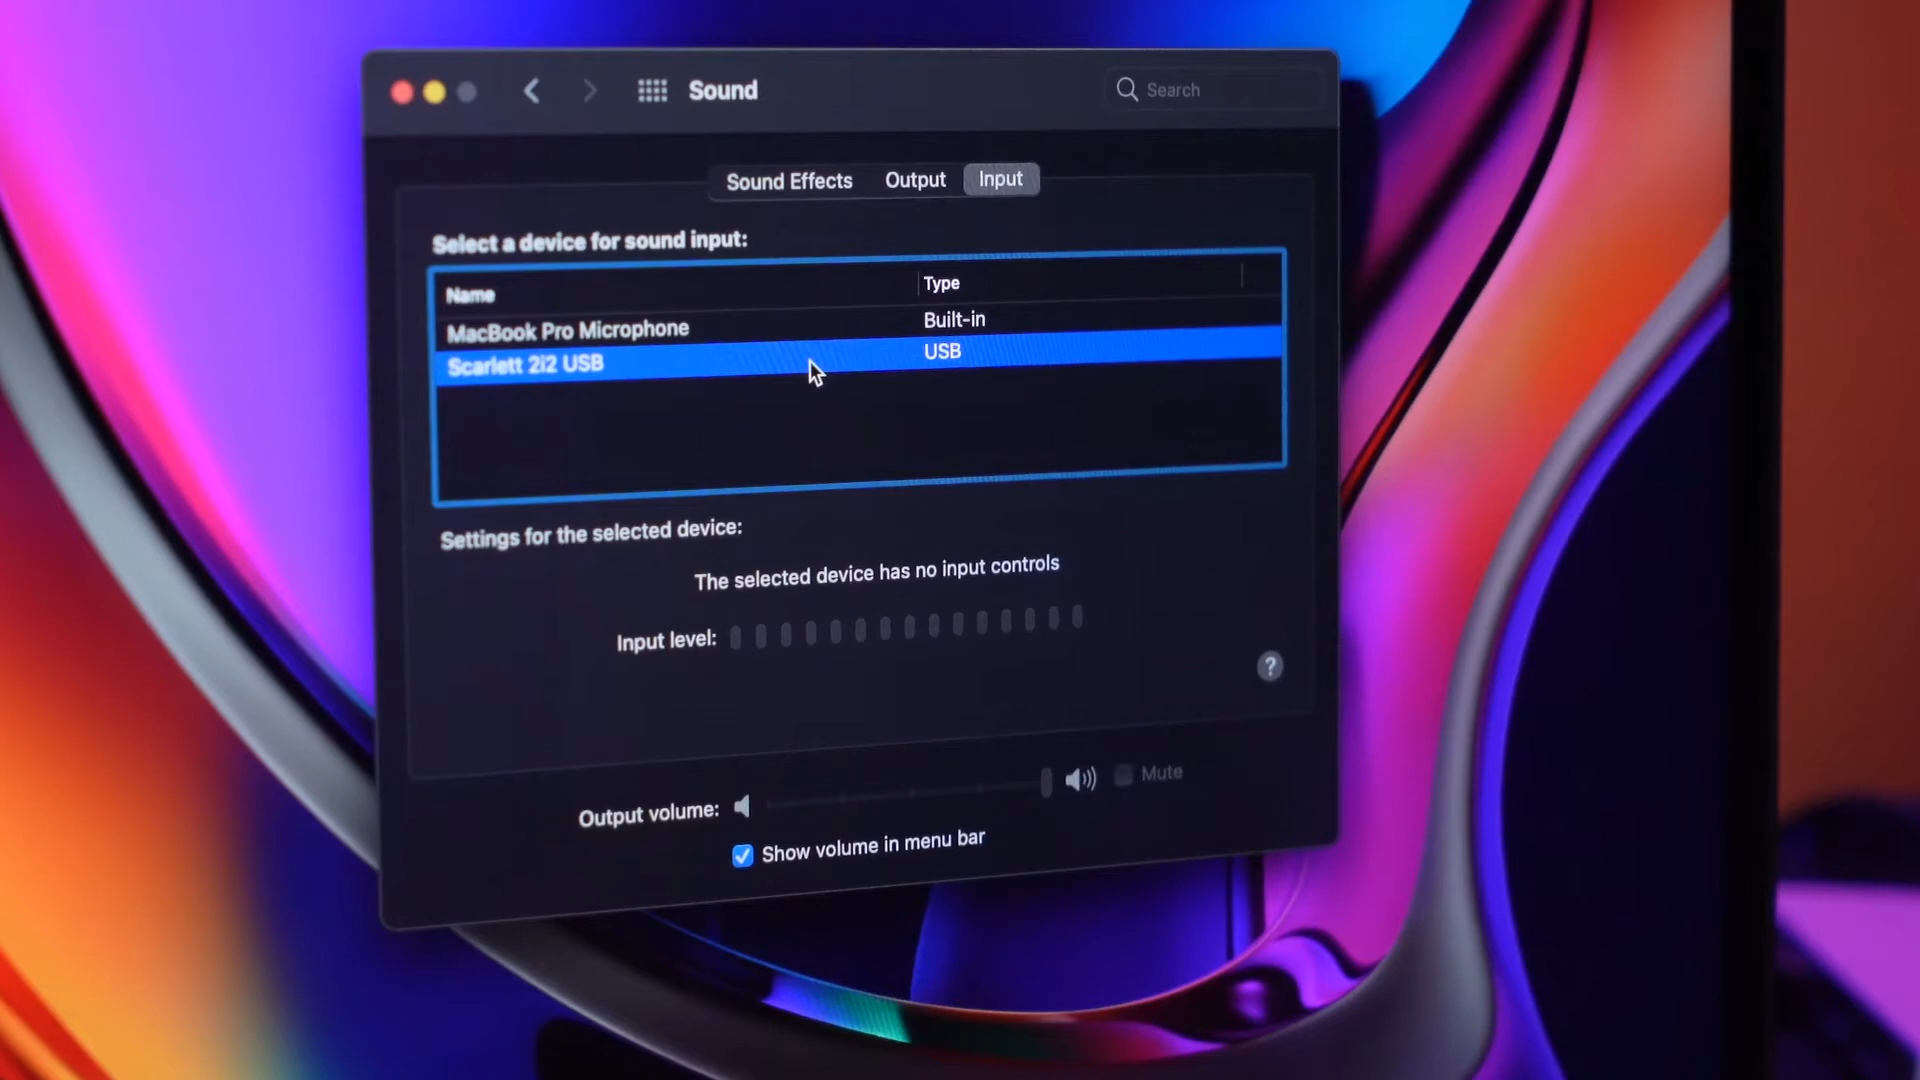 Sound
Search
Sound Effects Output Input
Select a device for sound input:
Name Type
MacBook Pro Microphone Built-in
Scarlett 2i2 USB USB
Settings for the selected device:
The selected device has no input controls
Input level:
?
Output volume: Mute
Show volume in menu bar